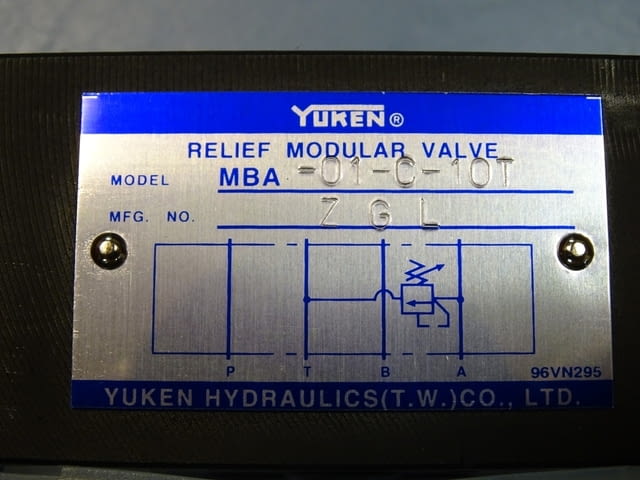 YUKEN®
RELIEF MODULAR VALVE
MODEL MBA-01-C-10T
MFG. NO. Z G L
P T B A 96VN295
YUKEN HYDRAULICS(T.W.)CO., LTD.